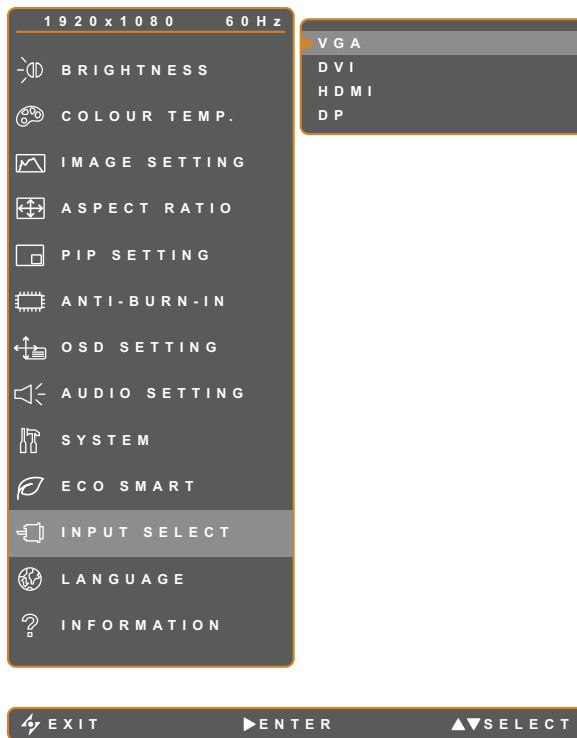 1920x1080 60Hz
BRIGHTNESS
COLOUR TEMP.
IMAGE SETTING
ASPECT RATIO
PIP SETTING
ANTI-BURN-IN
OSD SETTING
AUDIO SETTING
SYSTEM
ECO SMART
INPUT SELECT
LANGUAGE
INFORMATION
VGA
DVI
HDMI
DP
EXIT ENTER SELECT